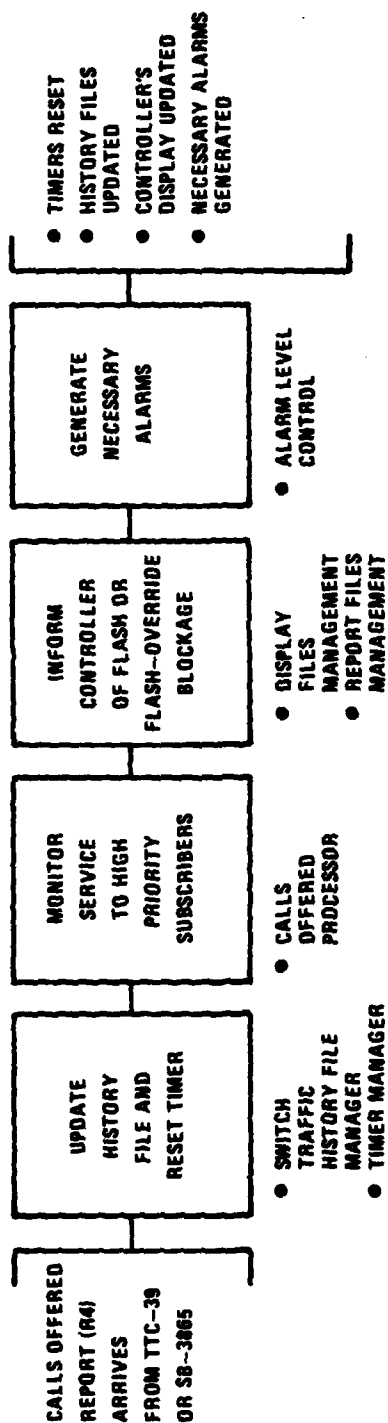 CALLS OFFERED
REPORT (R4)
ARRIVES
FROM TTC-39
OR SB-3865
UPDATE
HISTORY
FILE AND
RESET TIMER
● SWITCH
TRAFFIC
HISTORY FILE
MANAGER
● TIMER MANAGER
MONITOR
SERVICE
TO HIGH
PRIORITY
SUBSCRIBERS
● CALLS
OFFERED
PROCESSOR
INFORM
CONTROLLER
OF FLASH OR
FLASH-OVERRIDE
BLOCKAGE
● DISPLAY
FILES
MANAGEMENT
● REPORT FILES
MANAGEMENT
GENERATE
NECESSARY
ALARMS
● ALARM LEVEL
CONTROL
● TIMERS RESET
● HISTORY FILES
UPDATED
● CONTROLLER'S
DISPLAY UPDATED
● NECESSARY ALARMS
GENERATED